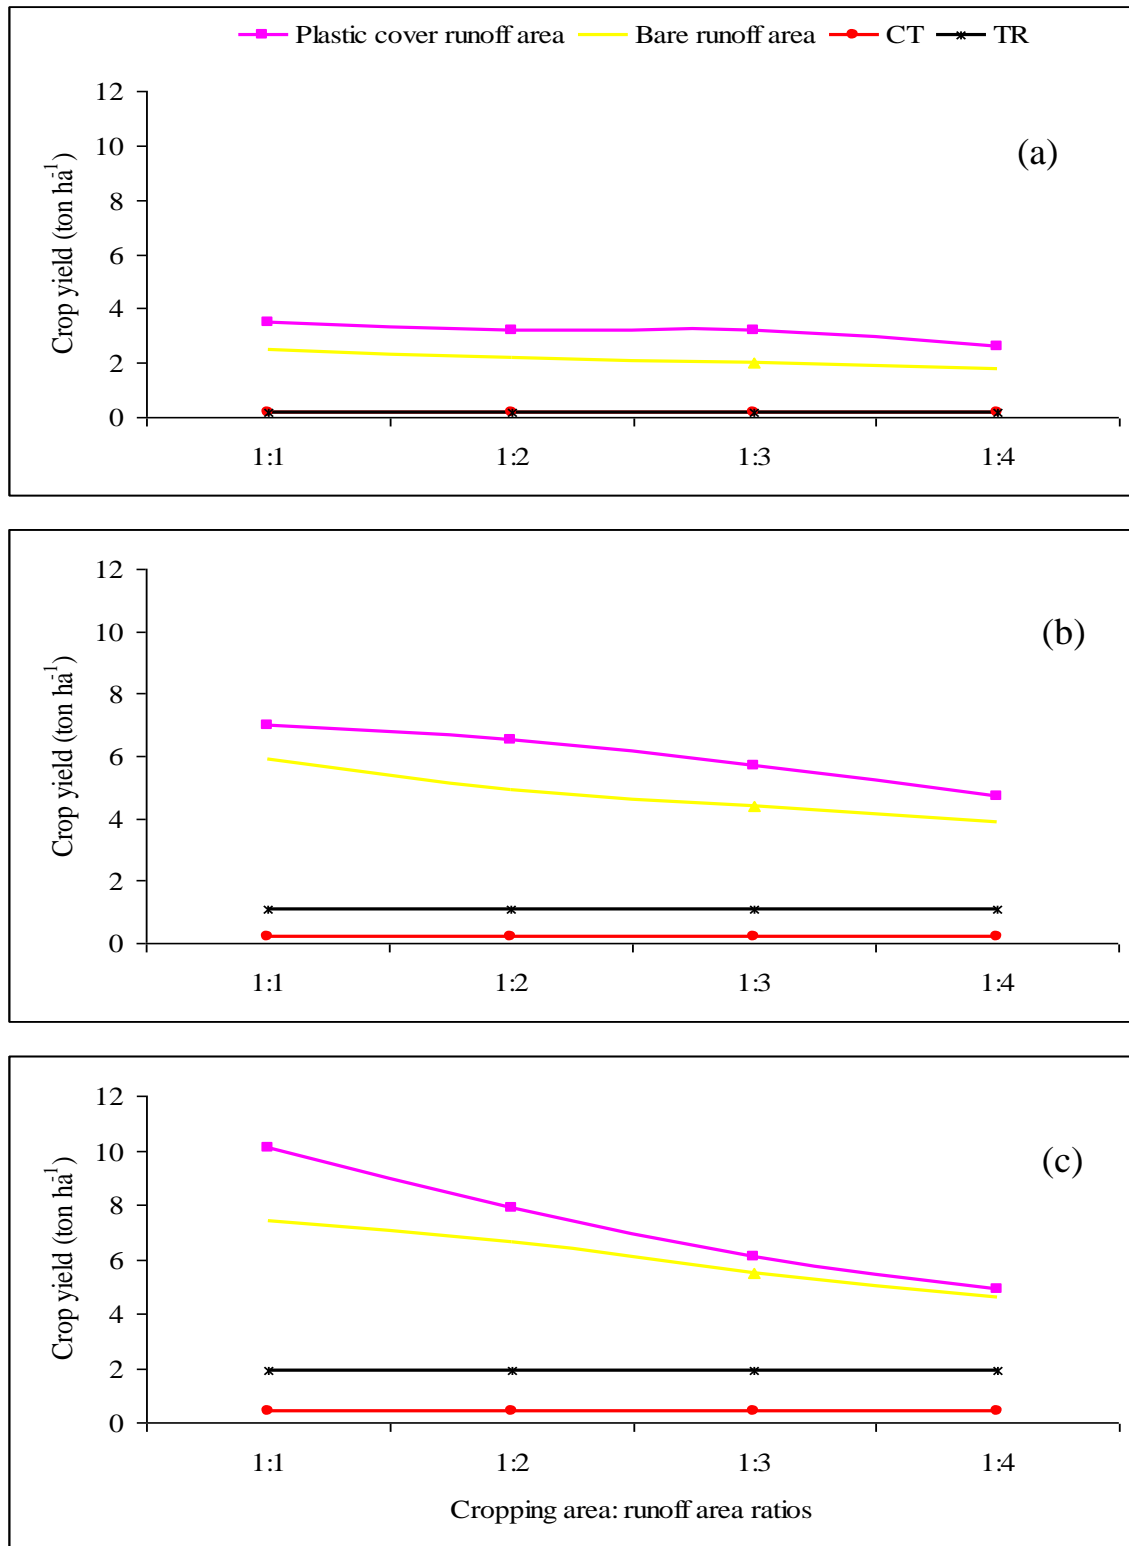 Plastic cover runoff area Bare runoff area CT TR
12
10
8
6
4
2
0
Crop yield (ton ha⁻¹)
(a)
1:1 1:2 1:3 1:4
12
10
8
6
4
2
0
Crop yield (ton ha⁻¹)
(b)
1:1 1:2 1:3 1:4
12
10
8
6
4
2
0
Crop yield (ton ha⁻¹)
(c)
1:1 1:2 1:3 1:4
Cropping area: runoff area ratios